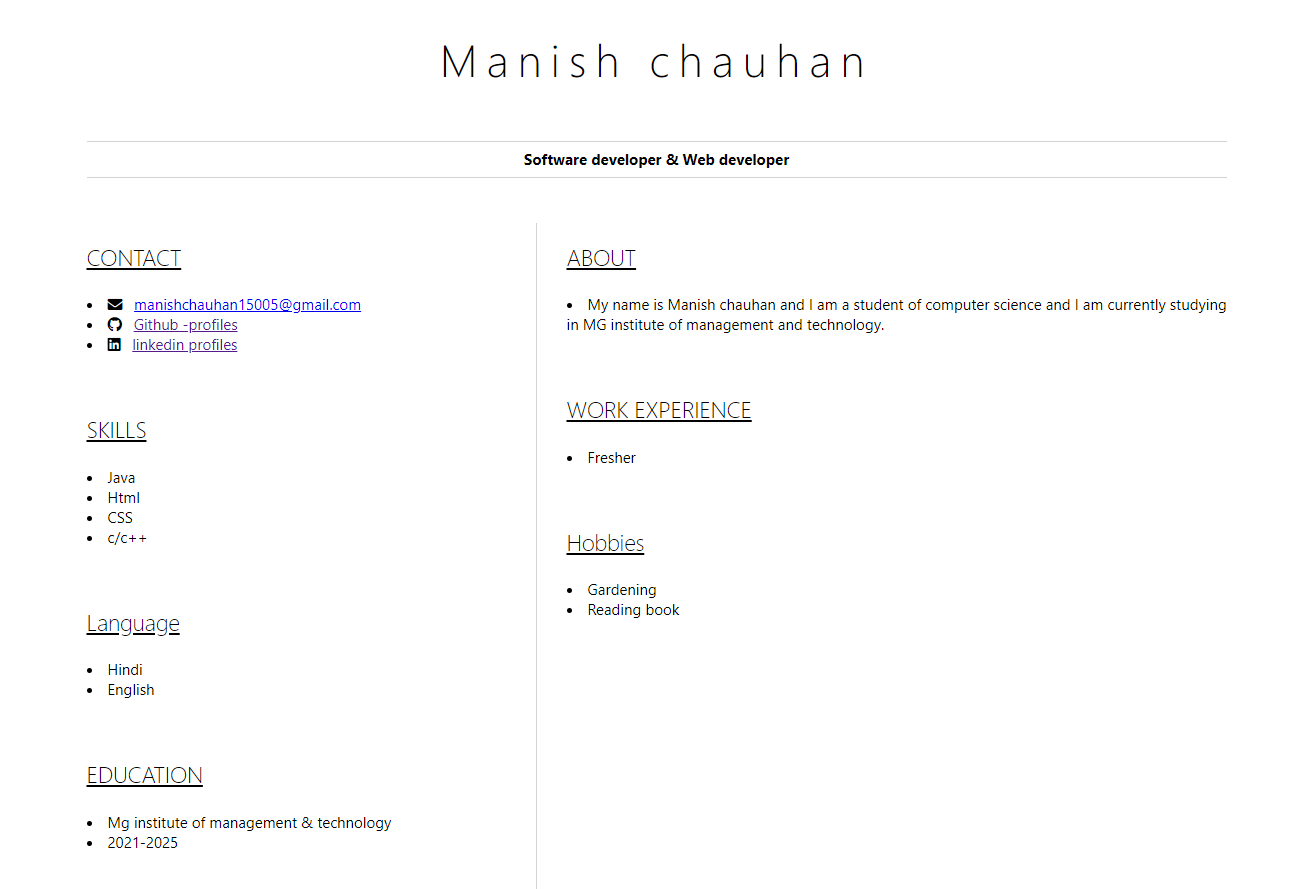 Manish chauhan
Software developer & Web developer
CONTACT
manishchauhan15005@gmail.com
Github -profiles
linkedin profiles
SKILLS
Java
Html
CSS
c/c++
Language
Hindi
English
EDUCATION
Mg institute of management & technology
2021-2025
ABOUT
My name is Manish chauhan and I am a student of computer science and I am currently studying
in MG institute of management and technology.
WORK EXPERIENCE
Fresher
Hobbies
Gardening
Reading book